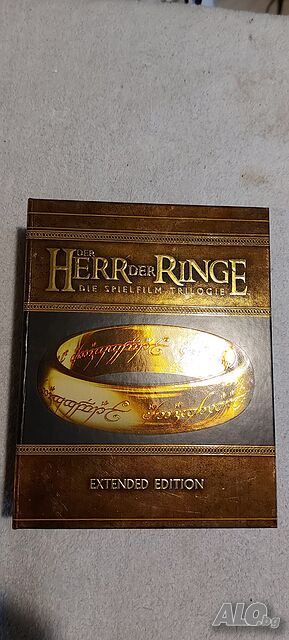 DER
HERR DER RINGE
DIE SPIELFILM TRILOGIE
EXTENDED EDITION
ALO.bg